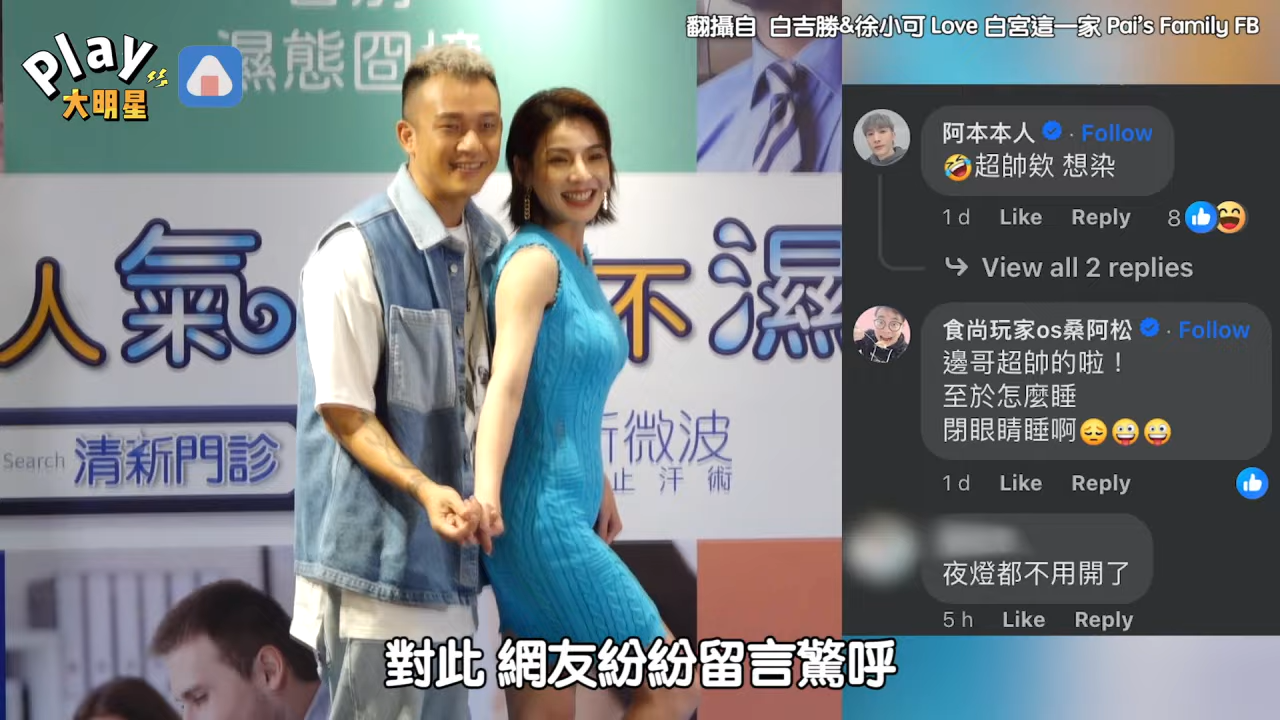 翻攝自 白吉勝&徐小可 Love 白宮這一家 Pai's Family FB
Play
大明星
濕態囧境
人氣
不濕
Search 清新門診
新微波
止汗術
阿本本人 · Follow
🤣超帥欸 想染
1 d Like Reply 8
View all 2 replies
食尚玩家os桑阿松 · Follow
邊哥超帥的啦！
至於怎麼睡
閉眼睛睡啊😔😜😜
1 d Like Reply
夜燈都不用開了
5 h Like Reply
對此 網友紛紛留言驚呼